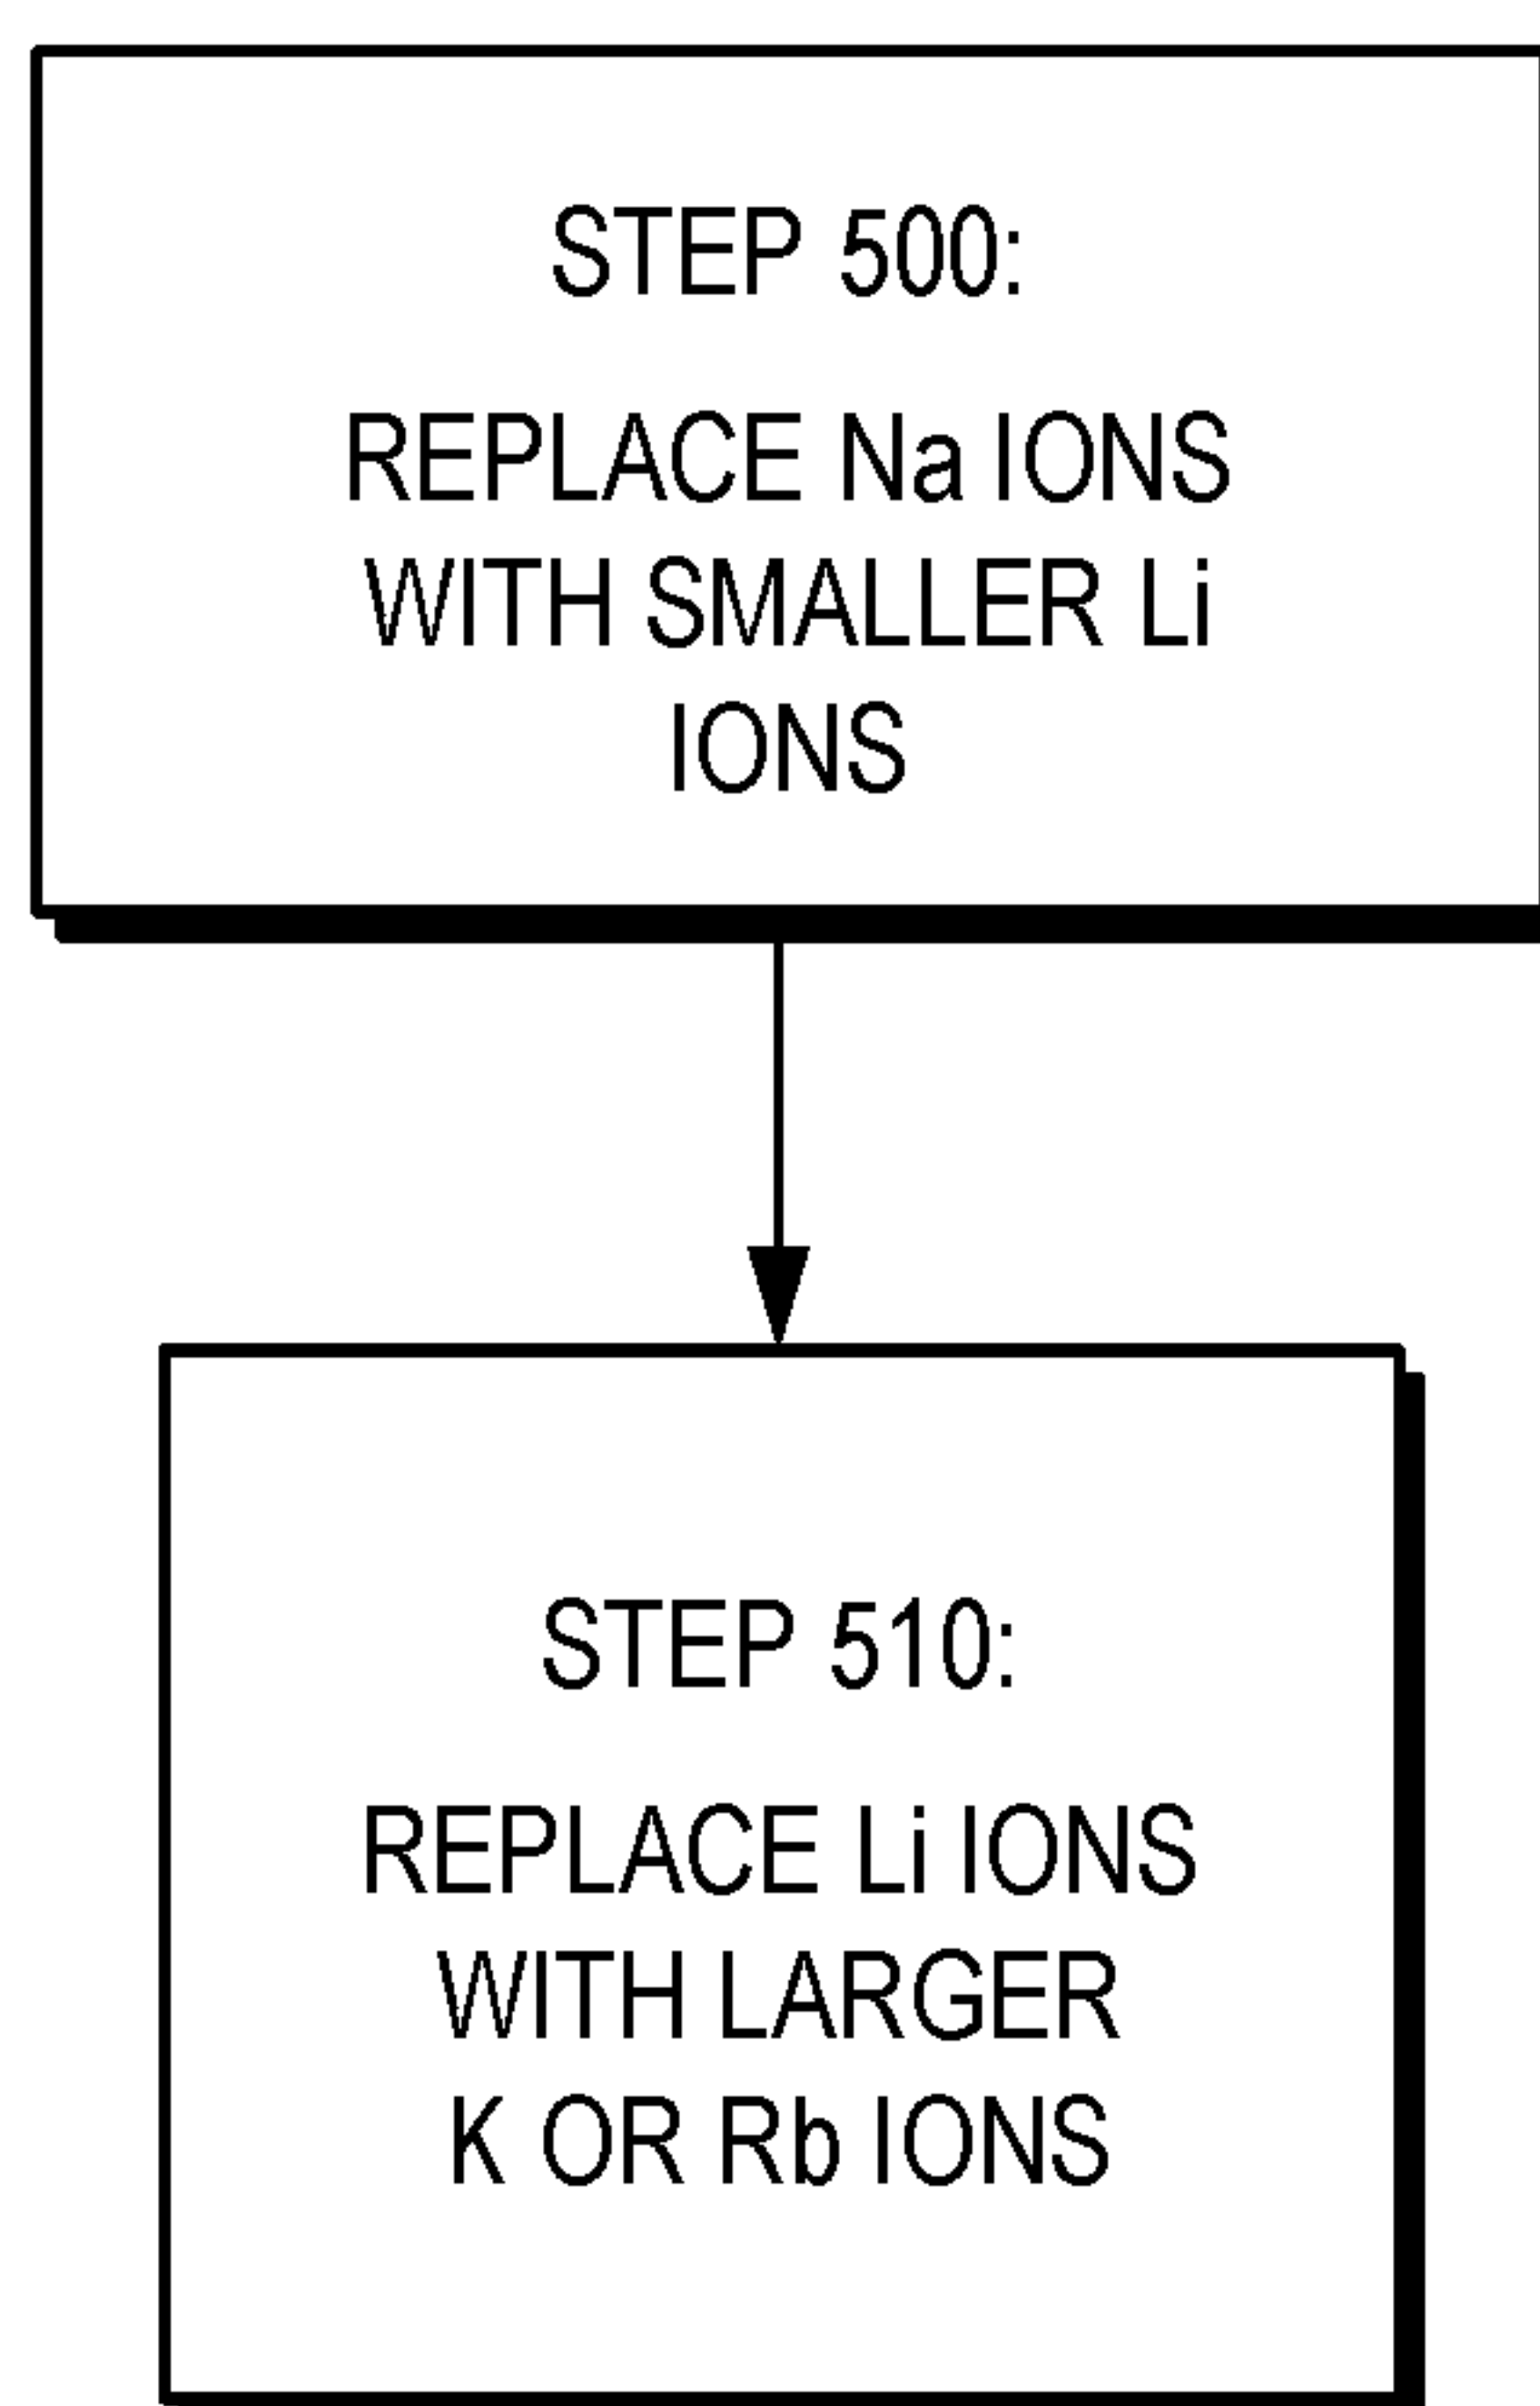 STEP 500:
REPLACE Na IONS
WITH SMALLER Li
IONS
STEP 510:
REPLACE Li IONS
WITH LARGER
K OR Rb IONS